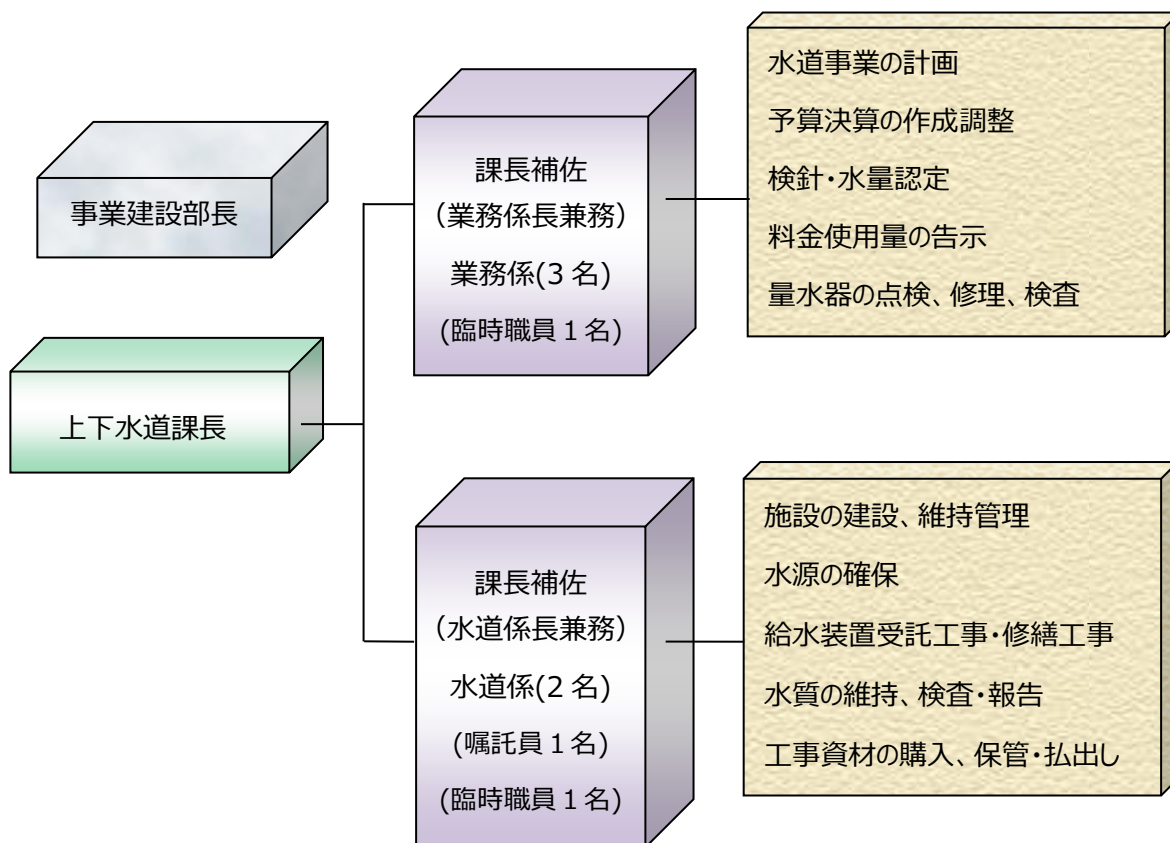 事業建設部長
上下水道課長
課長補佐
（業務係長兼務）
業務係(3名)
(臨時職員1名)
水道事業の計画
予算決算の作成調整
検針・水量認定
料金使用量の告示
量水器の点検、修理、検査
課長補佐
（水道係長兼務）
水道係(2名)
(嘱託員1名)
(臨時職員1名)
施設の建設、維持管理
水源の確保
給水装置受託工事・修繕工事
水質の維持、検査・報告
工事資材の購入、保管・払出し